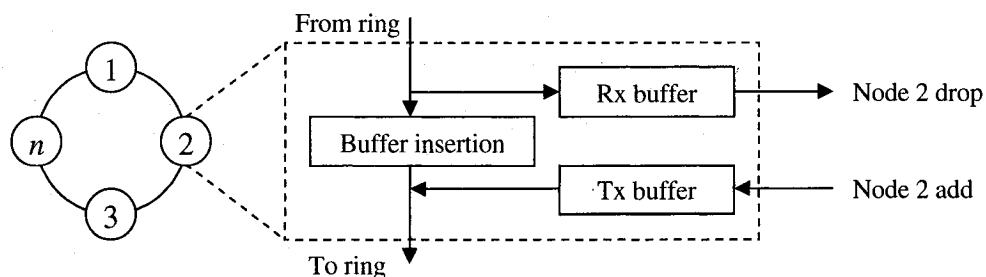 From ring
1
Rx buffer
Node 2 drop
n
2
Buffer insertion
Tx buffer
Node 2 add
3
To ring